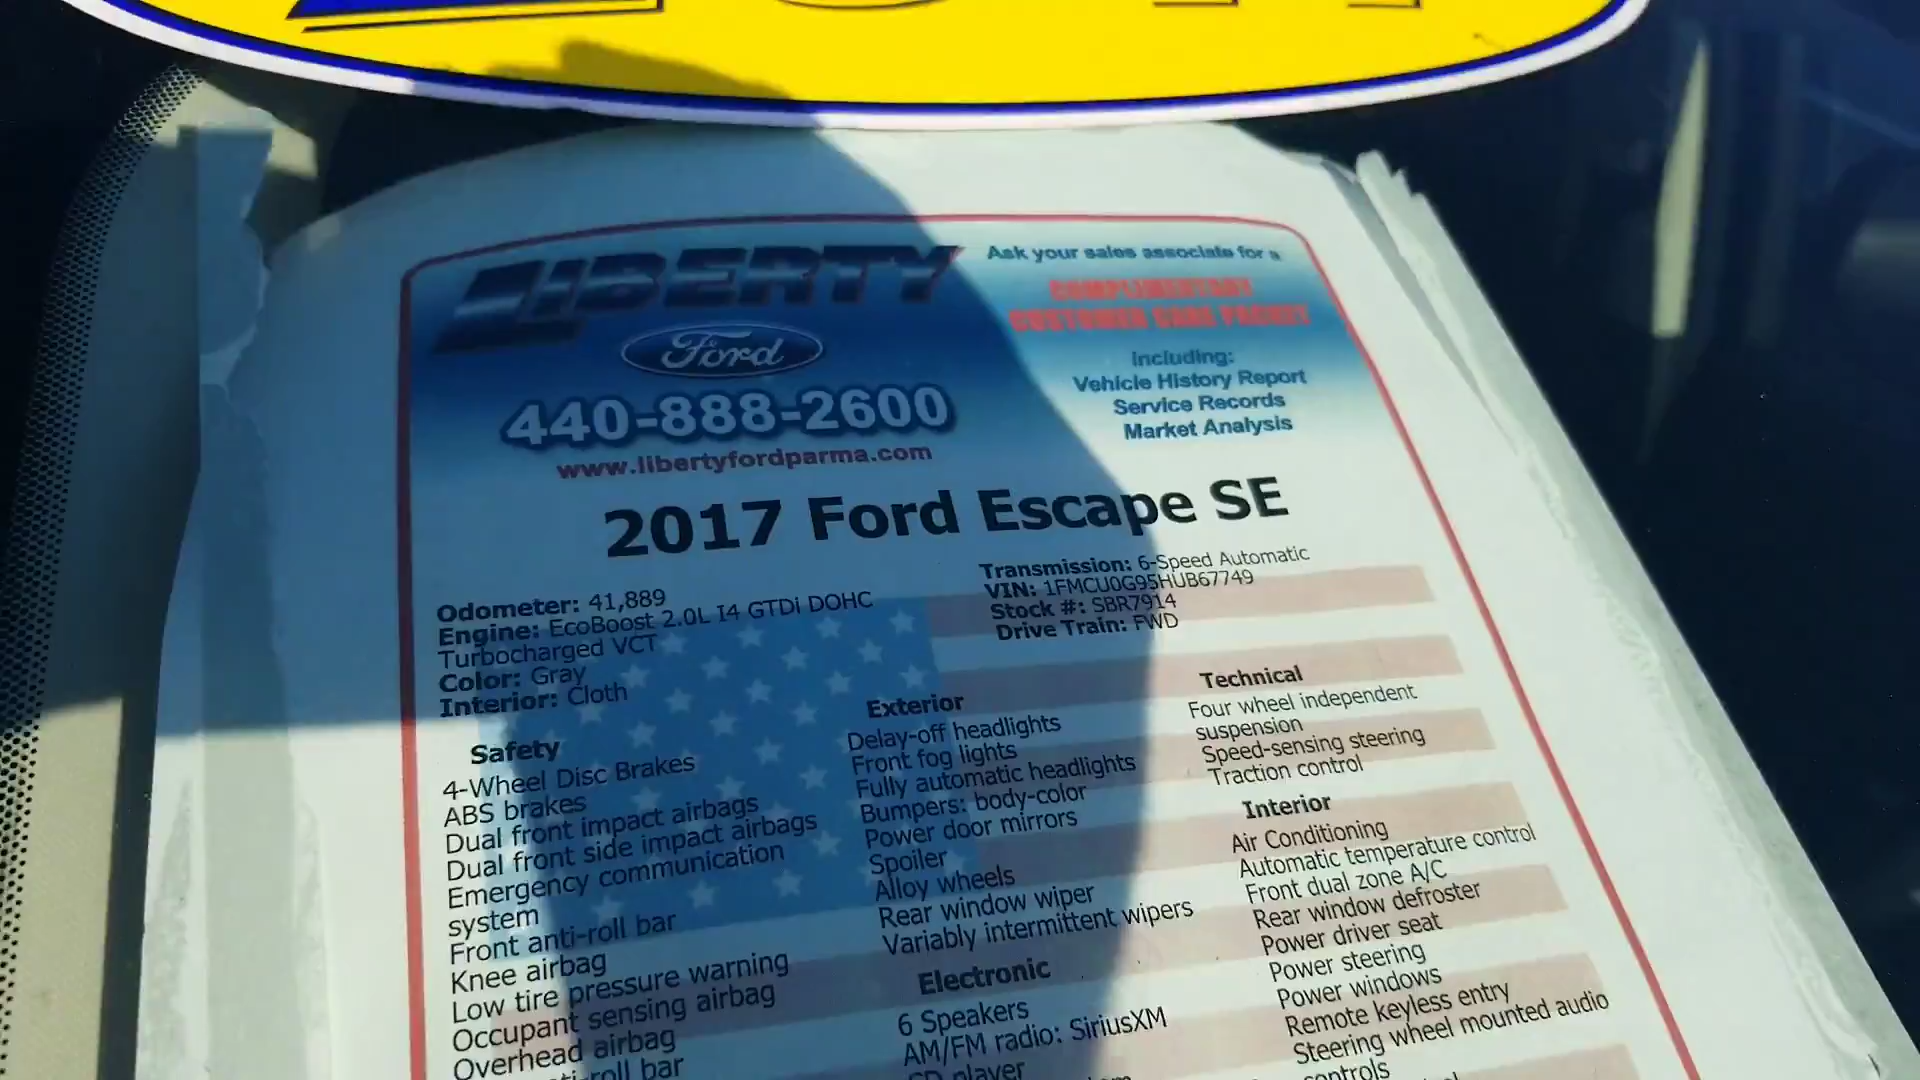 LIBERTY
Ford
440-888-2600
www.libertyfordparma.com
Ask your sales associate for a
COMPLIMENTARY
CUSTOMER CARE PACKET
Including:
Vehicle History Report
Service Records
Market Analysis
2017 Ford Escape SE
Odometer: 41,889
Engine: EcoBoost 2.0L I4 GTDi DOHC
Turbocharged VCT
Color: Gray
Interior: Cloth
Transmission: 6-Speed Automatic
VIN: 1FMCU0G95HUB67749
Stock #: SBR7914
Drive Train: FWD
Safety
4-Wheel Disc Brakes
ABS brakes
Dual front impact airbags
Dual front side impact airbags
Emergency communication
system
Front anti-roll bar
Knee airbag
Low tire pressure warning
Occupant sensing airbag
Overhead airbag
bar
Exterior
Delay-off headlights
Front fog lights
Fully automatic headlights
Bumpers: body-color
Power door mirrors
Spoiler
Alloy wheels
Rear window wiper
Variably intermittent wipers
Electronic
6 Speakers
AM/FM radio: SiriusXM
CD player
Technical
Four wheel independent
suspension
Speed-sensing steering
Traction control
Interior
Air Conditioning
Automatic temperature control
Front dual zone A/C
Rear window defroster
Power driver seat
Power steering
Power windows
Remote keyless entry
Steering wheel mounted audio
controls